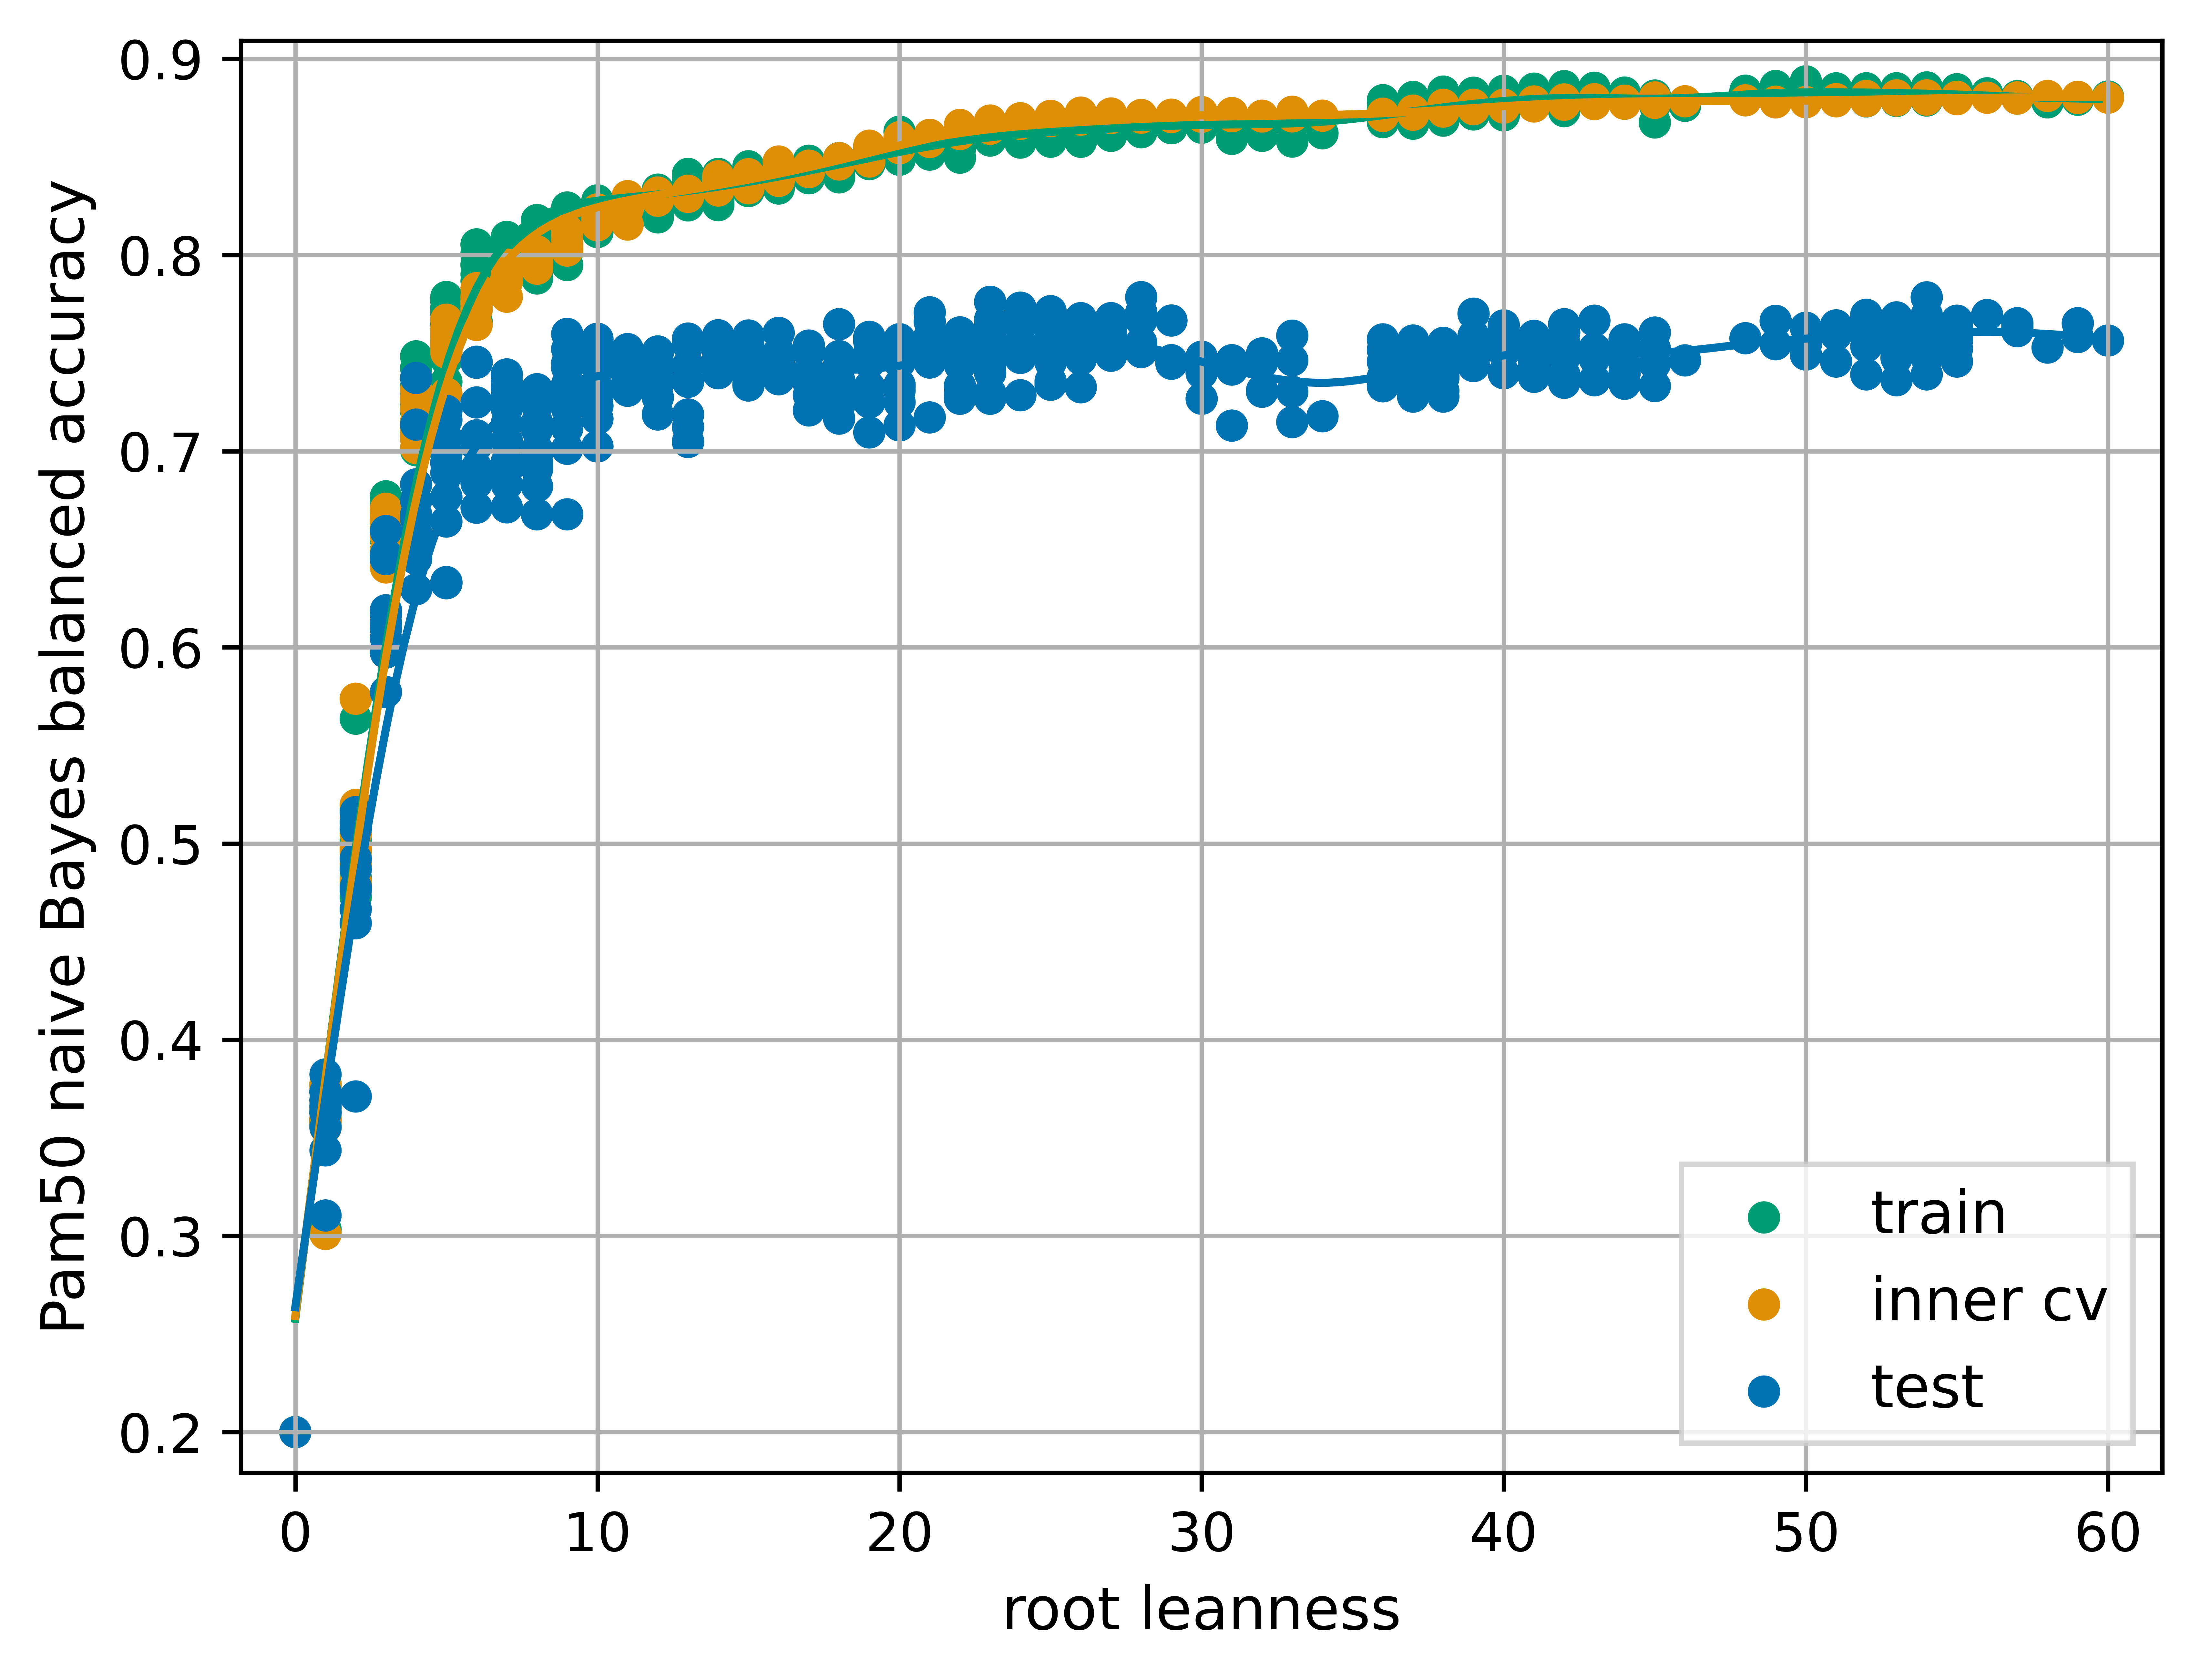 0.9
0.8
0.7
0.6
0.5
0.4
0.3
0.2
Pam50 naive Bayes balanced accuracy
train
inner cv
test
0 10 20 30 40 50 60
root leanness